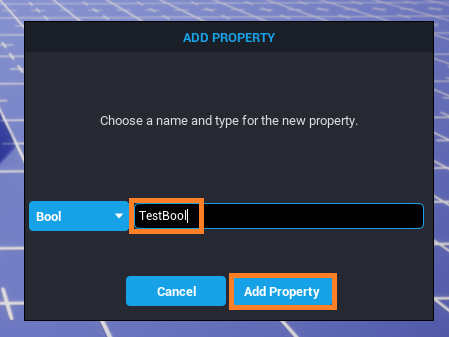 ADD PROPERTY
Choose a name and type for the new property.
Bool TestBool
Cancel Add Property